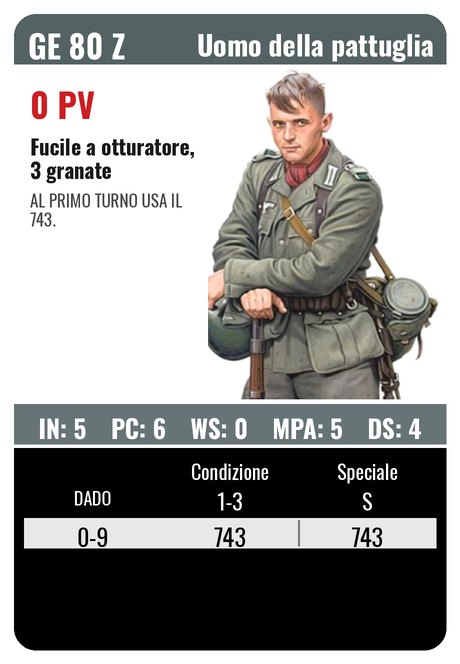 GE 80 Z Uomo della pattuglia
0 PV
Fucile a otturatore,
3 granate
AL PRIMO TURNO USA IL
743.
IN: 5 PC: 6 WS: 0 MPA: 5 DS: 4
Condizione Speciale
DADO 1-3 S
0-9 743 743